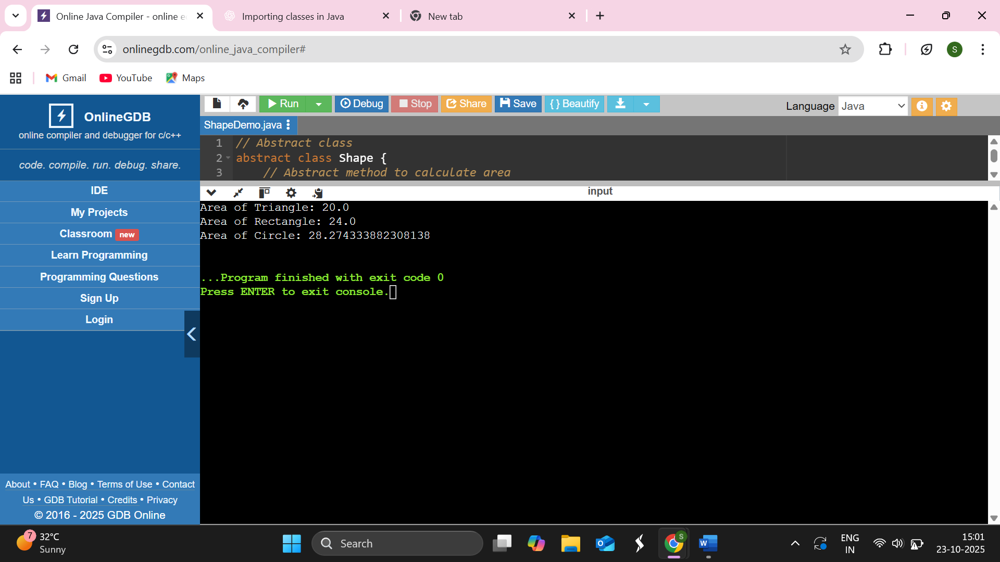 Online Java Compiler - online e
Importing classes in Java
New tab
onlinegdb.com/online_java_compiler#
S
Gmail
YouTube
Maps
OnlineGDB
online compiler and debugger for c/c++
code. compile. run. debug. share.
IDE
My Projects
Classroom new
Learn Programming
Programming Questions
Sign Up
Login
About • FAQ • Blog • Terms of Use • Contact
Us • GDB Tutorial • Credits • Privacy
© 2016 - 2025 GDB Online
Run
Debug
Stop
Share
Save
{ } Beautify
Language
Java
ShapeDemo.java
1 // Abstract class
2 abstract class Shape {
3 // Abstract method to calculate area
input
Area of Triangle: 20.0
Area of Rectangle: 24.0
Area of Circle: 28.274333882308138
...Program finished with exit code 0
Press ENTER to exit console.
7
32°C
Sunny
Search
S
ENG
IN
15:01
23-10-2025